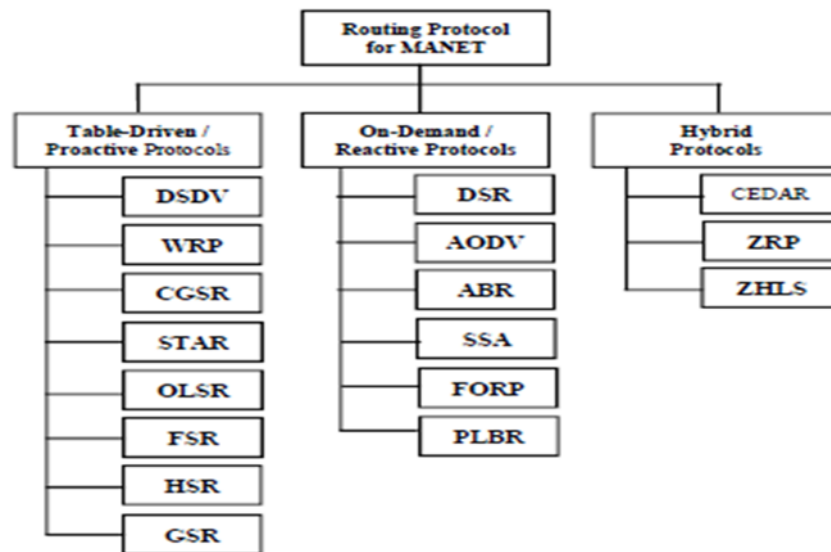 Routing Protocol
for MANET
Table-Driven /
Proactive Protocols
On-Demand /
Reactive Protocols
Hybrid
Protocols
DSDV
WRP
CGSR
STAR
OLSR
FSR
HSR
GSR
DSR
AODV
ABR
SSA
FORP
PLBR
CEDAR
ZRP
ZHLS